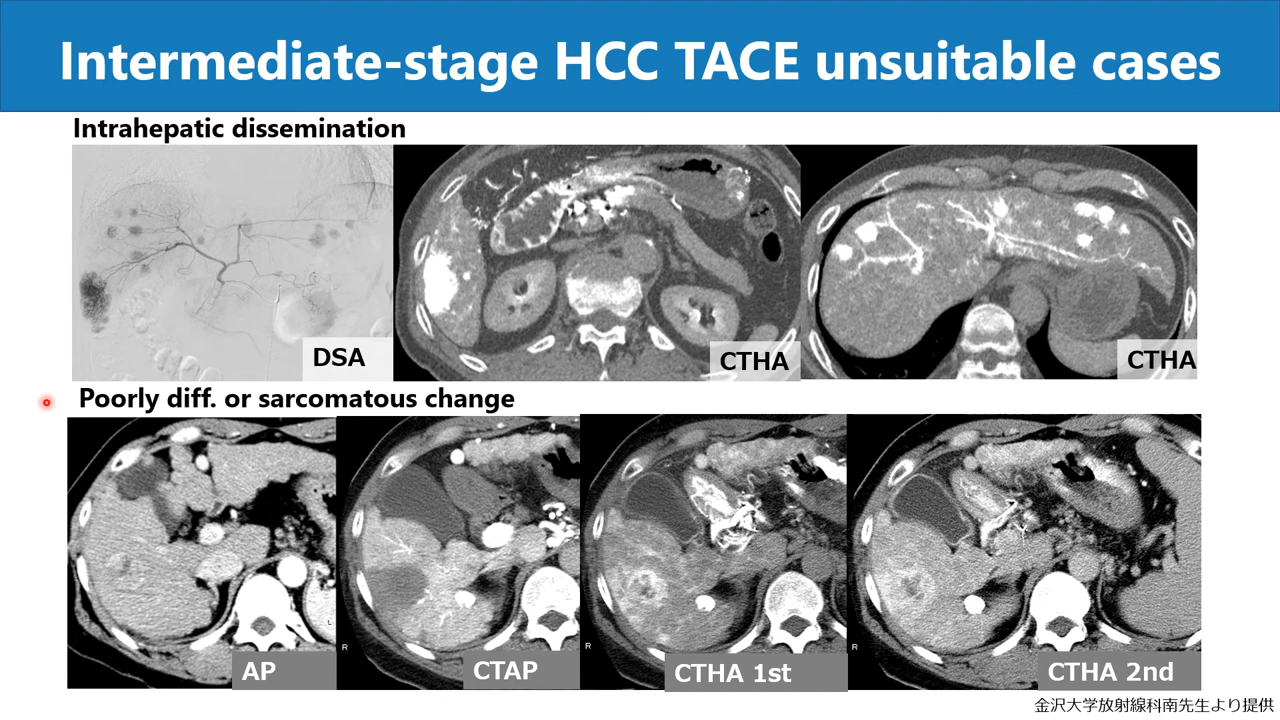 Intermediate-stage HCC TACE unsuitable cases
Intrahepatic dissemination
DSA
CTHA
CTHA
Poorly diff. or sarcomatous change
R
R
R
AP
CTAP
CTHA 1st
CTHA 2nd
金沢大学放射線科南先生より提供